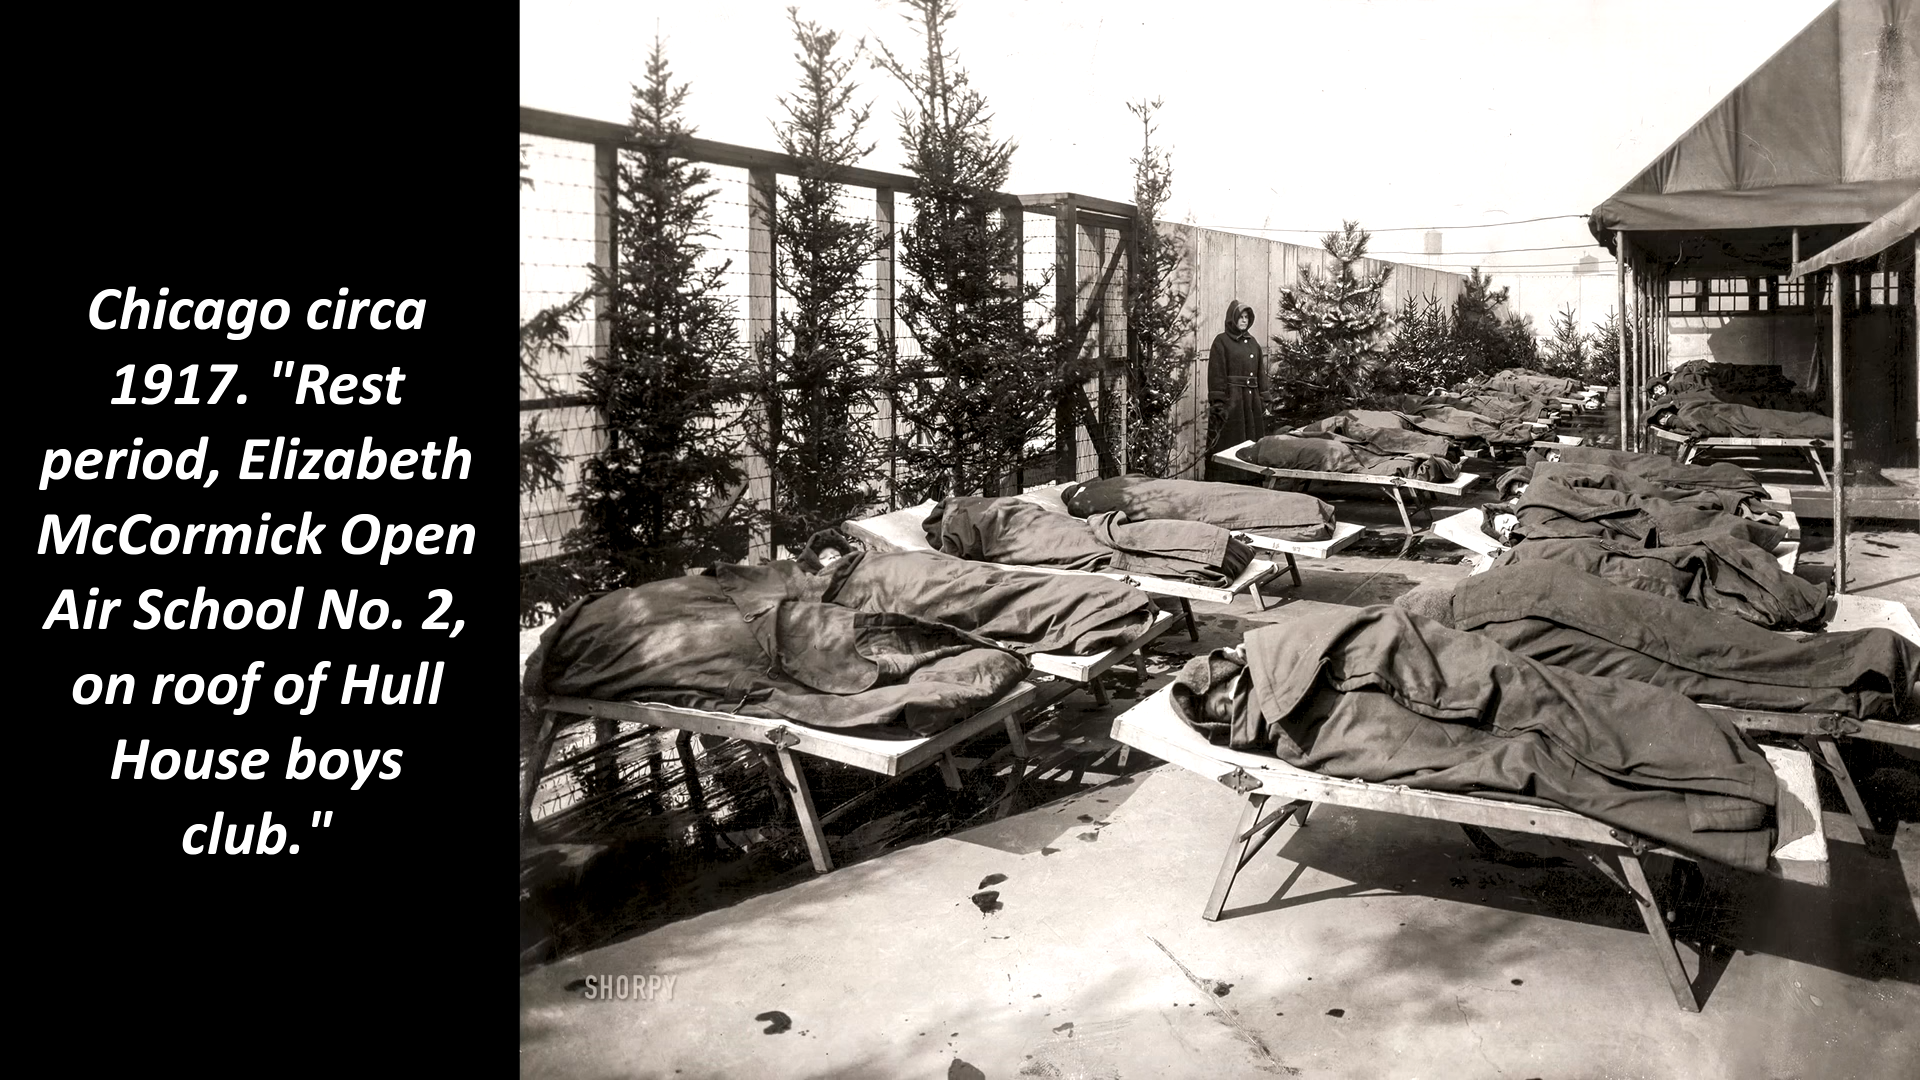 Chicago circa
1917. "Rest
period, Elizabeth
McCormick Open
Air School No. 2,
on roof of Hull
House boys
club."
SHORPY